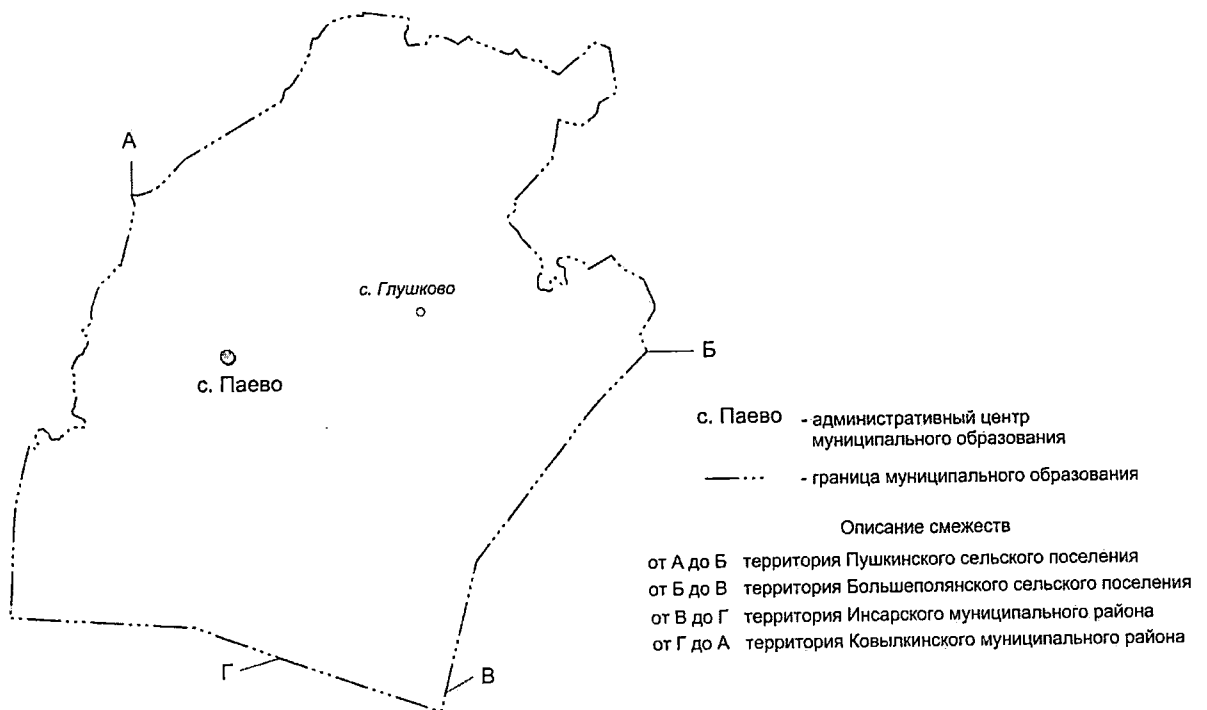 А
с. Глушково
Б
с. Паево
с. Паево - административный центр
муниципального образования
- граница муниципального образования
Описание смежеств
от А до Б территория Пушкинского сельского поселения
от Б до В территория Большеполянского сельского поселения
от В до Г территория Инсарского муниципального района
от Г до А территория Ковылкинского муниципального района
Г
В